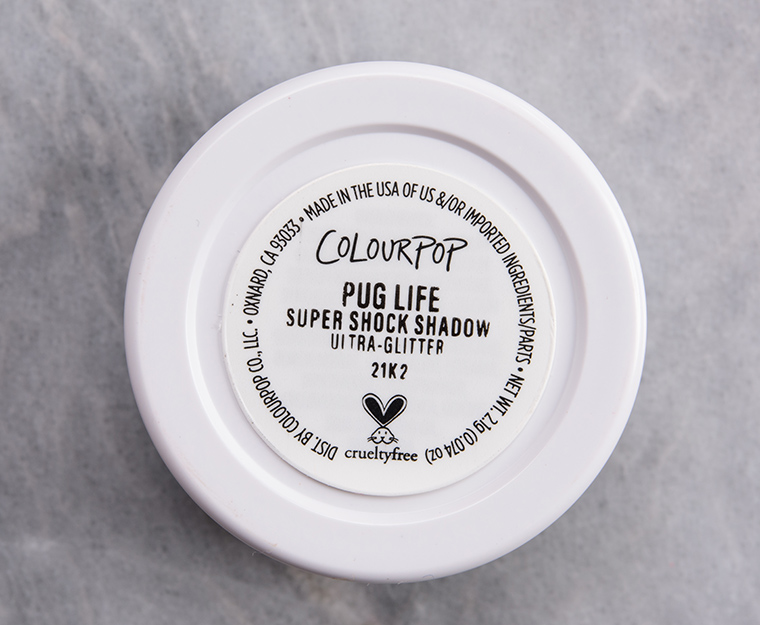 COLOURPOP
PUG LIFE
SUPER SHOCK SHADOW
ULTRA-GLITTER
21K2
crueltyfree
DIST. BY COLOURPOP CO., LLC. • OXNARD, CA 93033 • MADE IN THE USA OF US &/OR IMPORTED INGREDIENTS/PARTS • NET WT. 2.1g (0.074 oz)